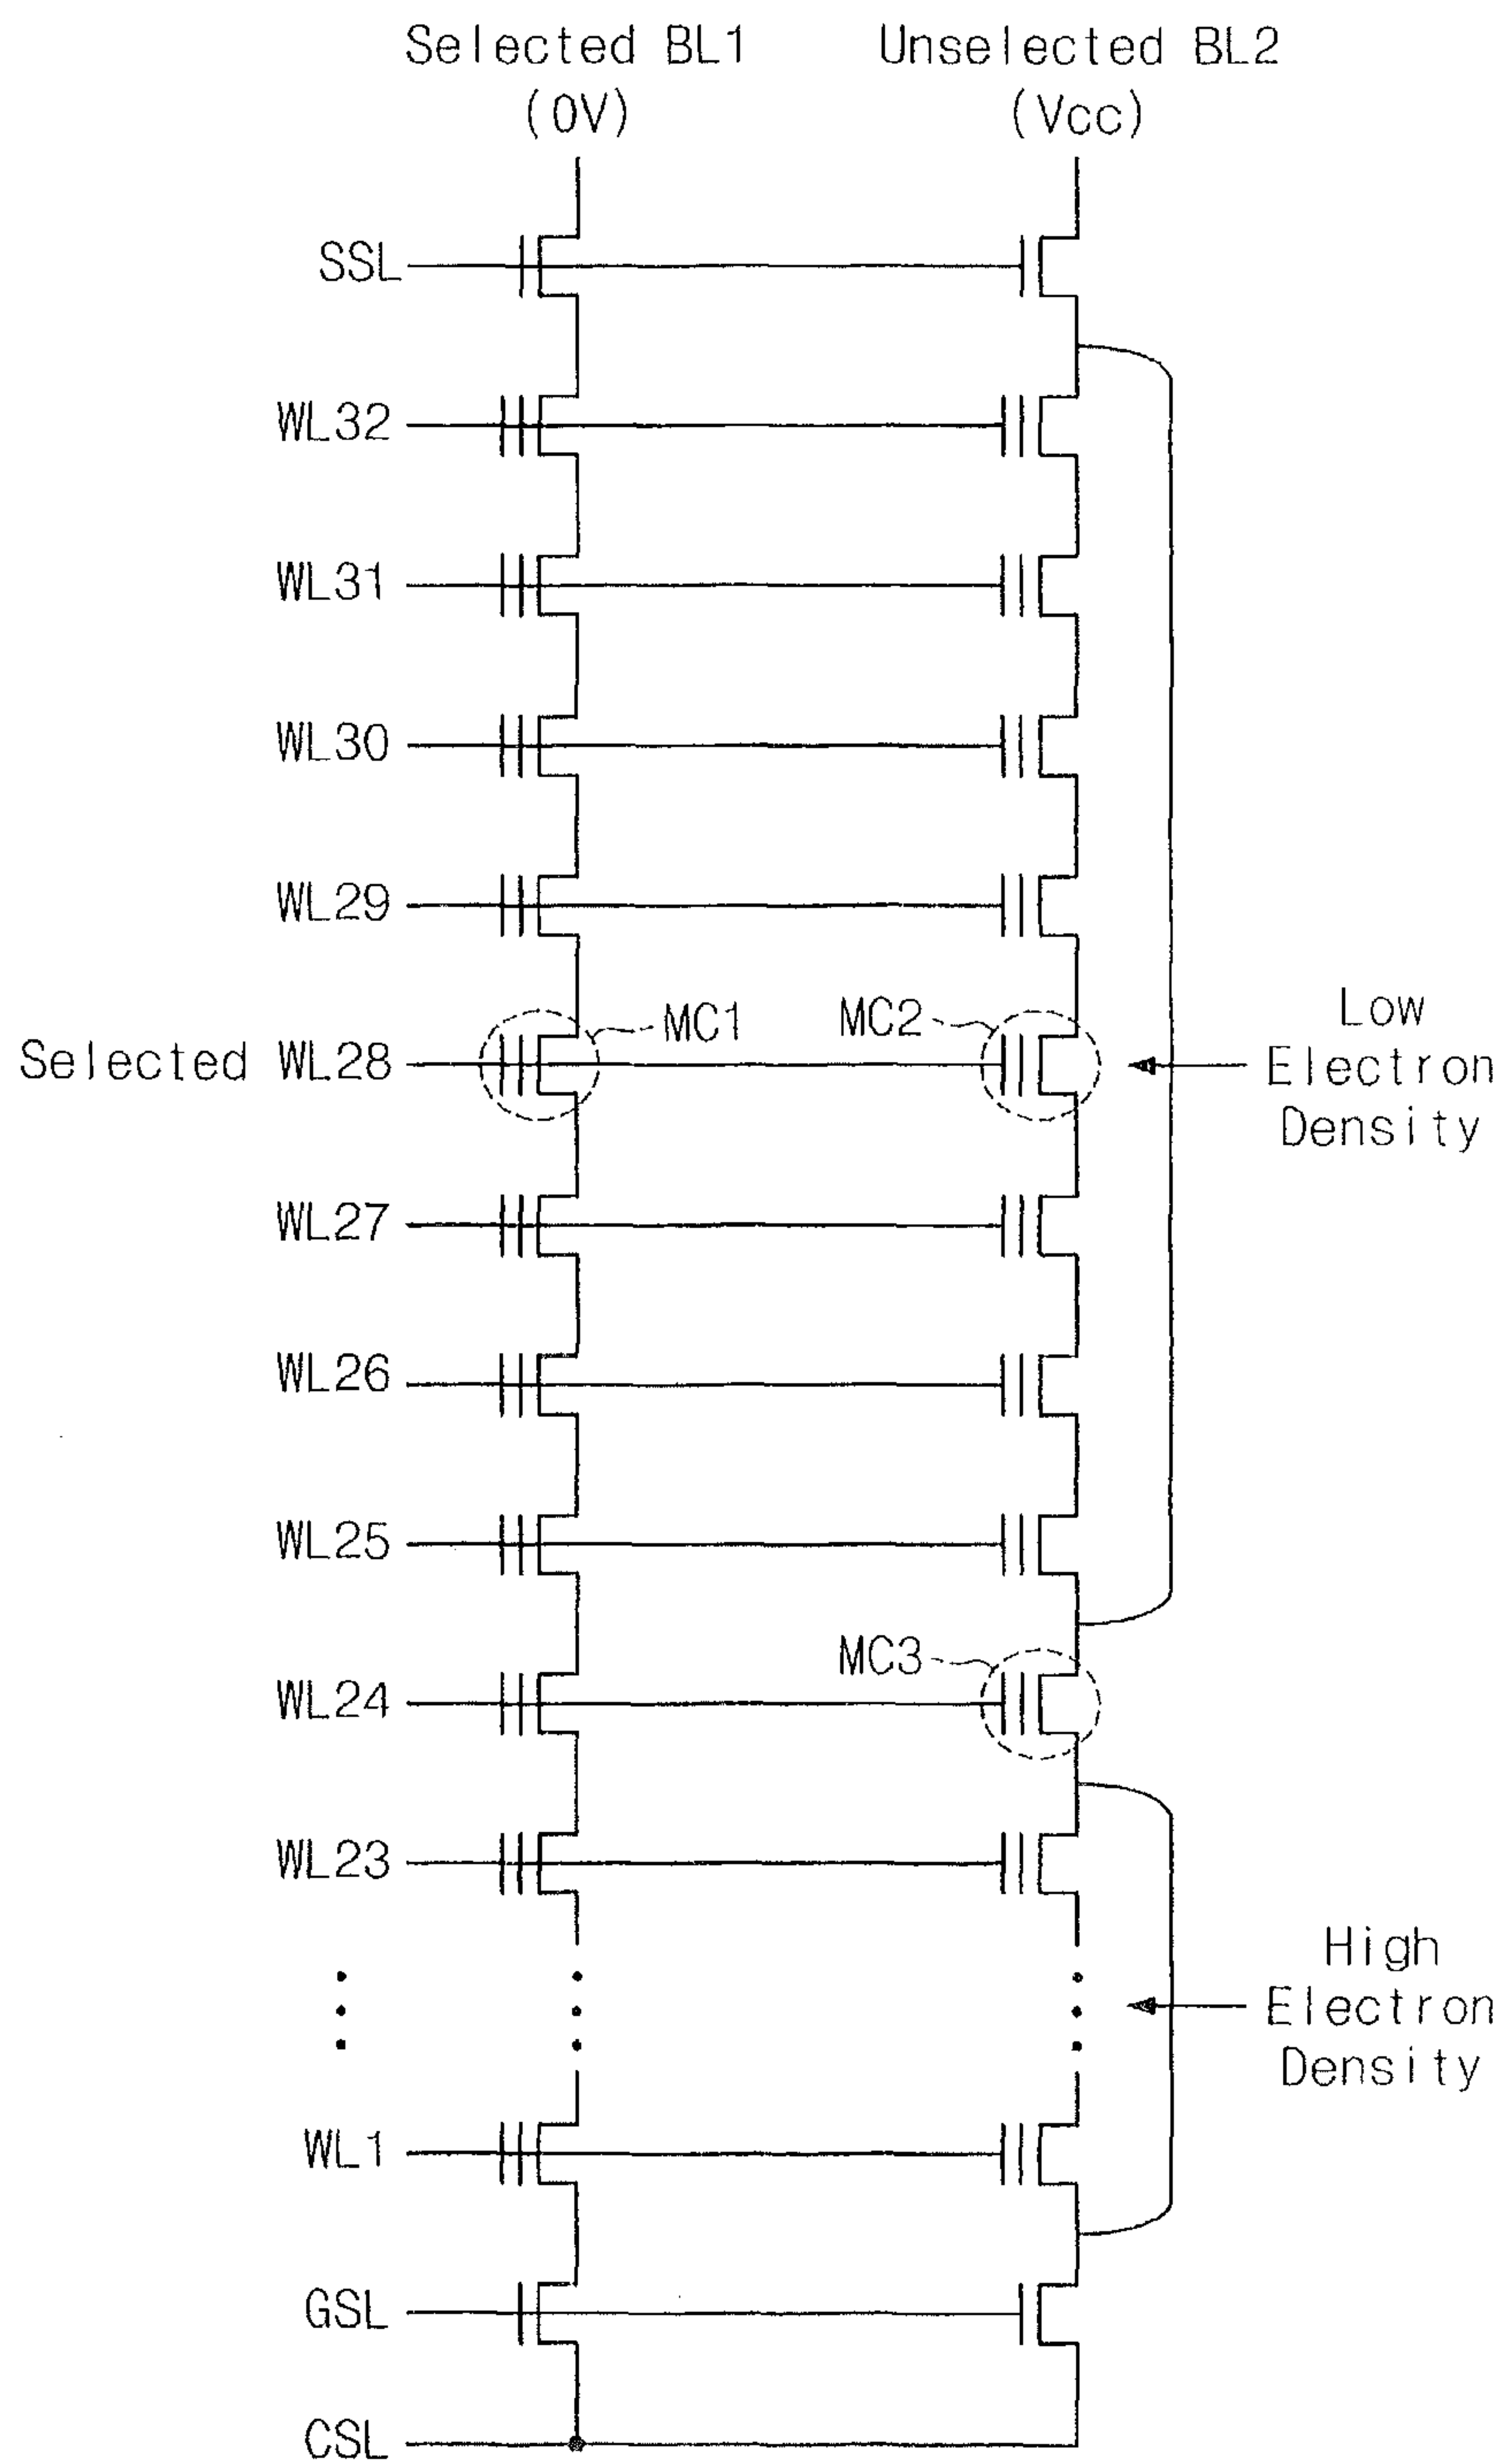 Selected BL1
(0V)
Unselected BL2
(Vcc)
SSL
WL32
WL31
WL30
WL29
MC1
MC2
Selected WL28
Low
Electron
Density
WL27
WL26
WL25
MC3
WL24
WL23
High
Electron
Density
WL1
GSL
CSL